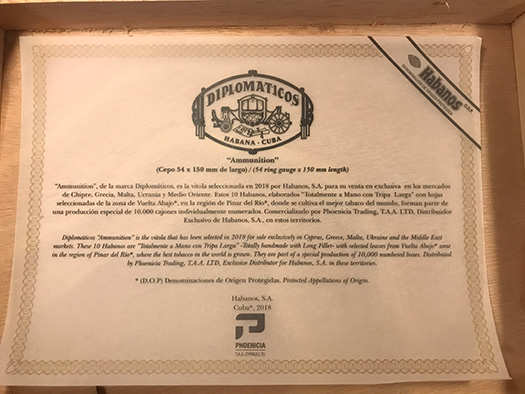 DIPLOMATICOS
HABANA - CUBA
Habanos S.O.P.
"Ammunition"
(Cepo 54 x 150 mm de largo) / (54 ring gauge x 150 mm length)
"Ammunition", de la marca Diplomáticos, es la vitola seleccionada en 2018 por Habanos, S.A. para su venta en exclusiva en los mercados
de Chipre, Grecia, Malta, Ucrania y Medio Oriente. Estos 10 Habanos, elaborados "Totalmente a Mano con Tripa Larga" con hojas
seleccionadas de la zona de Vuelta Abajo*, en la región de Pinar del Río*, donde se cultiva el mejor tabaco del mundo, forman parte de
una producción especial de 10.000 cajones individualmente numerados. Comercializado por Phoenicia Trading, T.A.A. LTD, Distribuidor
Exclusivo de Habanos, S.A., en estos territorios.
Diplomáticos "Ammunition" is the vitola that has been selected in 2018 for sale exclusively in Cyprus, Greece, Malta, Ukraine and the Middle East
markets. These 10 Habanos are "Totalmente a Mano con Tripa Larga" -Totally handmade with Long Filler- with selected leaves from Vuelta Abajo* zone
in the region of Pinar del Río*, where the best tobacco in the world is grown. They are part of a special production of 10,000 numbered boxes. Distributed
by Phoenicia Trading, T.A.A. LTD, Exclusive Distributor for Habanos, S.A. in these territories.
* (D.O.P) Denominaciones de Origen Protegidas. Protected Appellations of Origin.
Habanos, S.A.
Cuba*, 2018
PHOENICIA
T.A.A. (CYPRUS) LTD.